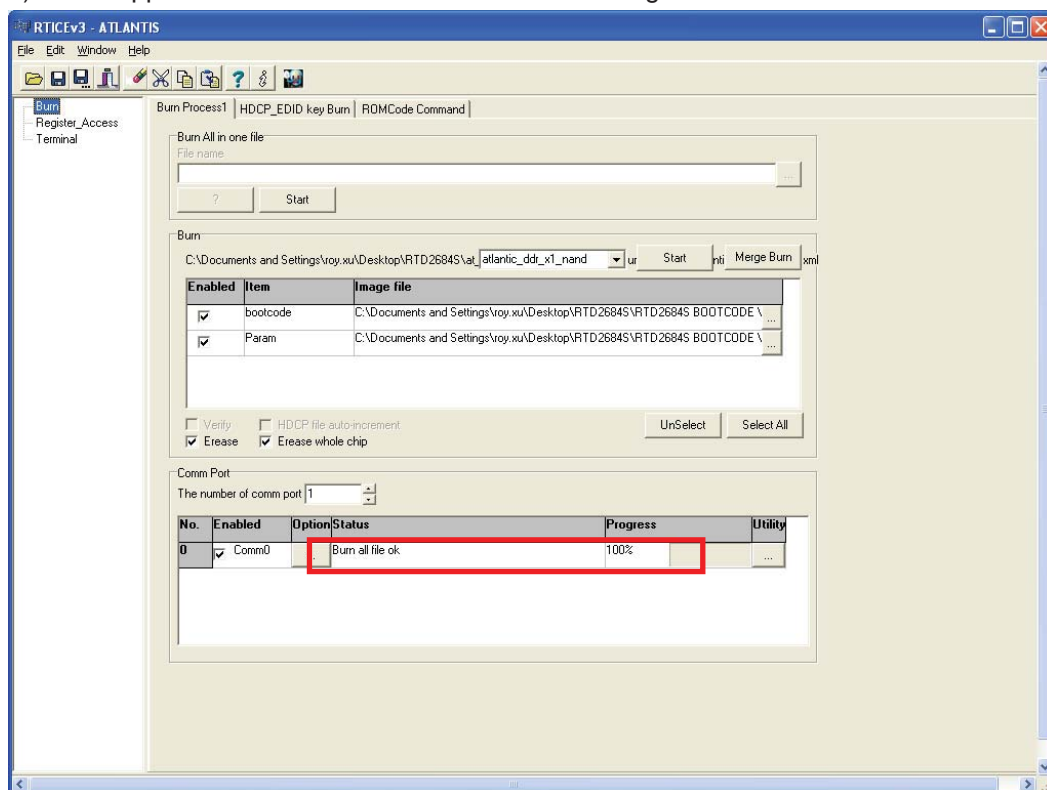 RTICEv3 - ATLANTIS
File Edit Window Help
Burn
Register_Access
Terminal
Burn Process1 HDCP_EDID key Burn ROMCode Command
Burn All in one file
File name
...
? Start
Burn
C:\Documents and Settings\roy.xu\Desktop\RTD2684S\at_ atlantic_ddr_x1_nand ur Start nti Merge Burn xml
Enabled Item Image file
bootcode C:\Documents and Settings\roy.xu\Desktop\RTD2684S\RTD2684S BOOTCODE \ ...
Param C:\Documents and Settings\roy.xu\Desktop\RTD2684S\RTD2684S BOOTCODE \ ...
Verify HDCP file auto-increment UnSelect Select All
Erease Erease whole chip
Comm Port
The number of comm port 1
No. Enabled Option Status Progress Utility
0 Comm0 ... Burn all file ok 100% ...